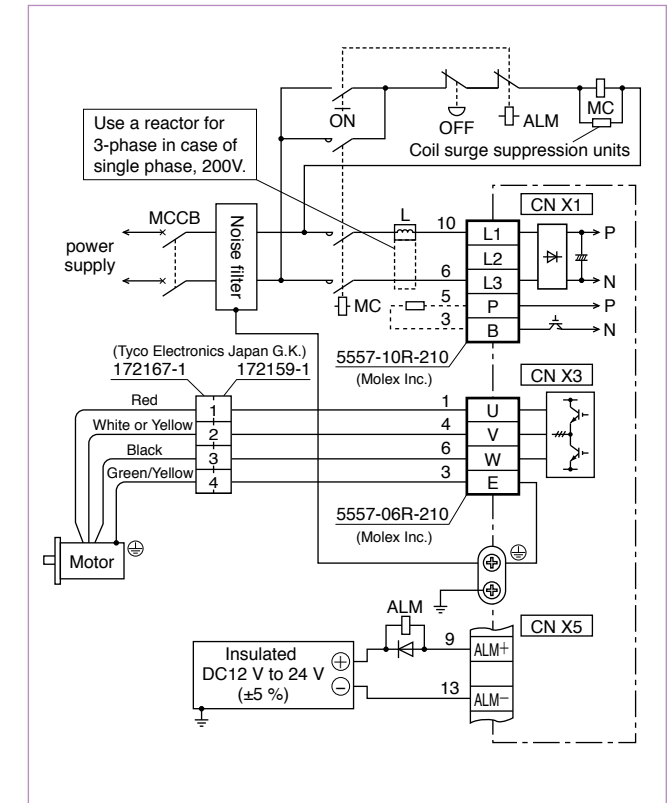 ON
OFF
ALM
MC
Coil surge suppression units
Use a reactor for
3-phase in case of
single phase, 200V.
MCCB
power
supply
Noise filter
L
MC
10
6
5
3
CN X1
L1
L2
L3
P
B
P
N
P
N
5557-10R-210
(Molex Inc.)
(Tyco Electronics Japan G.K.)
172167-1
172159-1
Red
White or Yellow
Black
Green/Yellow
1
2
3
4
1
4
6
3
CN X3
U
V
W
E
5557-06R-210
(Molex Inc.)
Motor
ALM
Insulated
DC12 V to 24 V
(±5 %)
+
−
9
13
CN X5
ALM+
ALM−